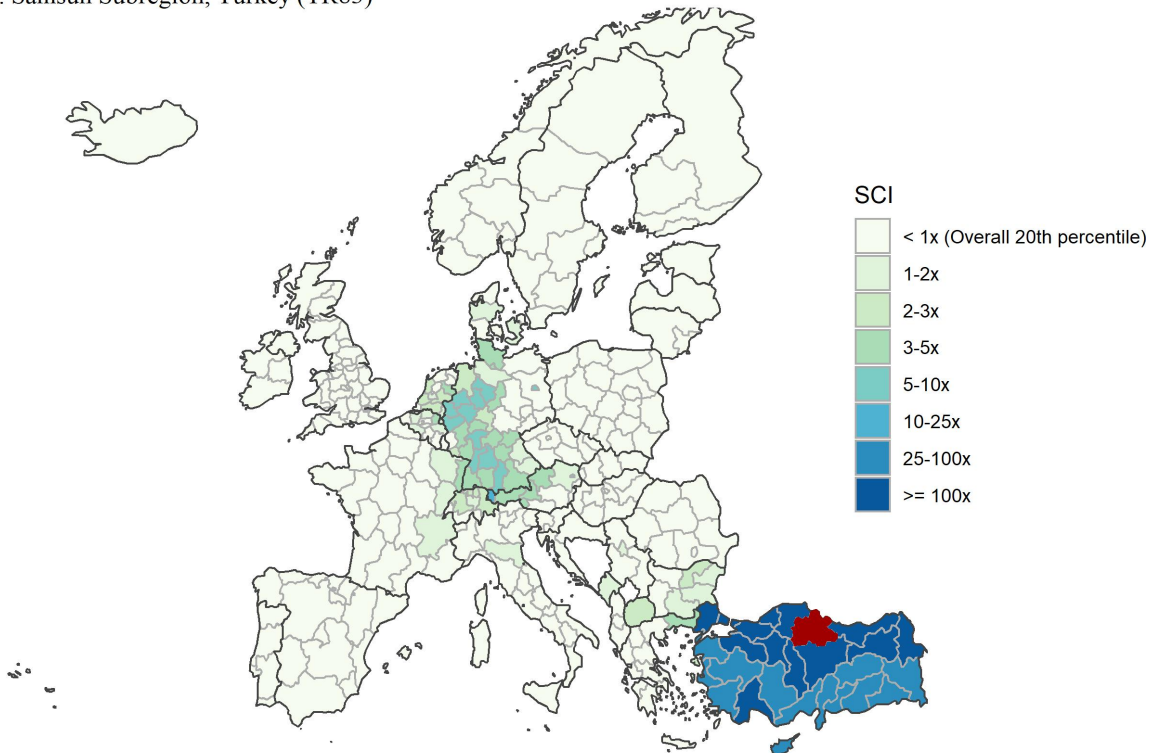 . Samsun Subregion, Turkey (TR83)
SCI
< 1x (Overall 20th percentile)
1-2x
2-3x
3-5x
5-10x
10-25x
25-100x
>= 100x